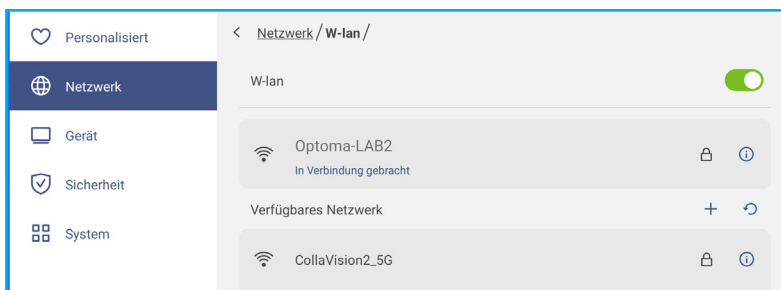 Personalisiert
Netzwerk
Gerät
Sicherheit
System
Netzwerk / W-lan /
W-lan
Optoma-LAB2
In Verbindung gebracht
Verfügbares Netzwerk
CollaVision2_5G